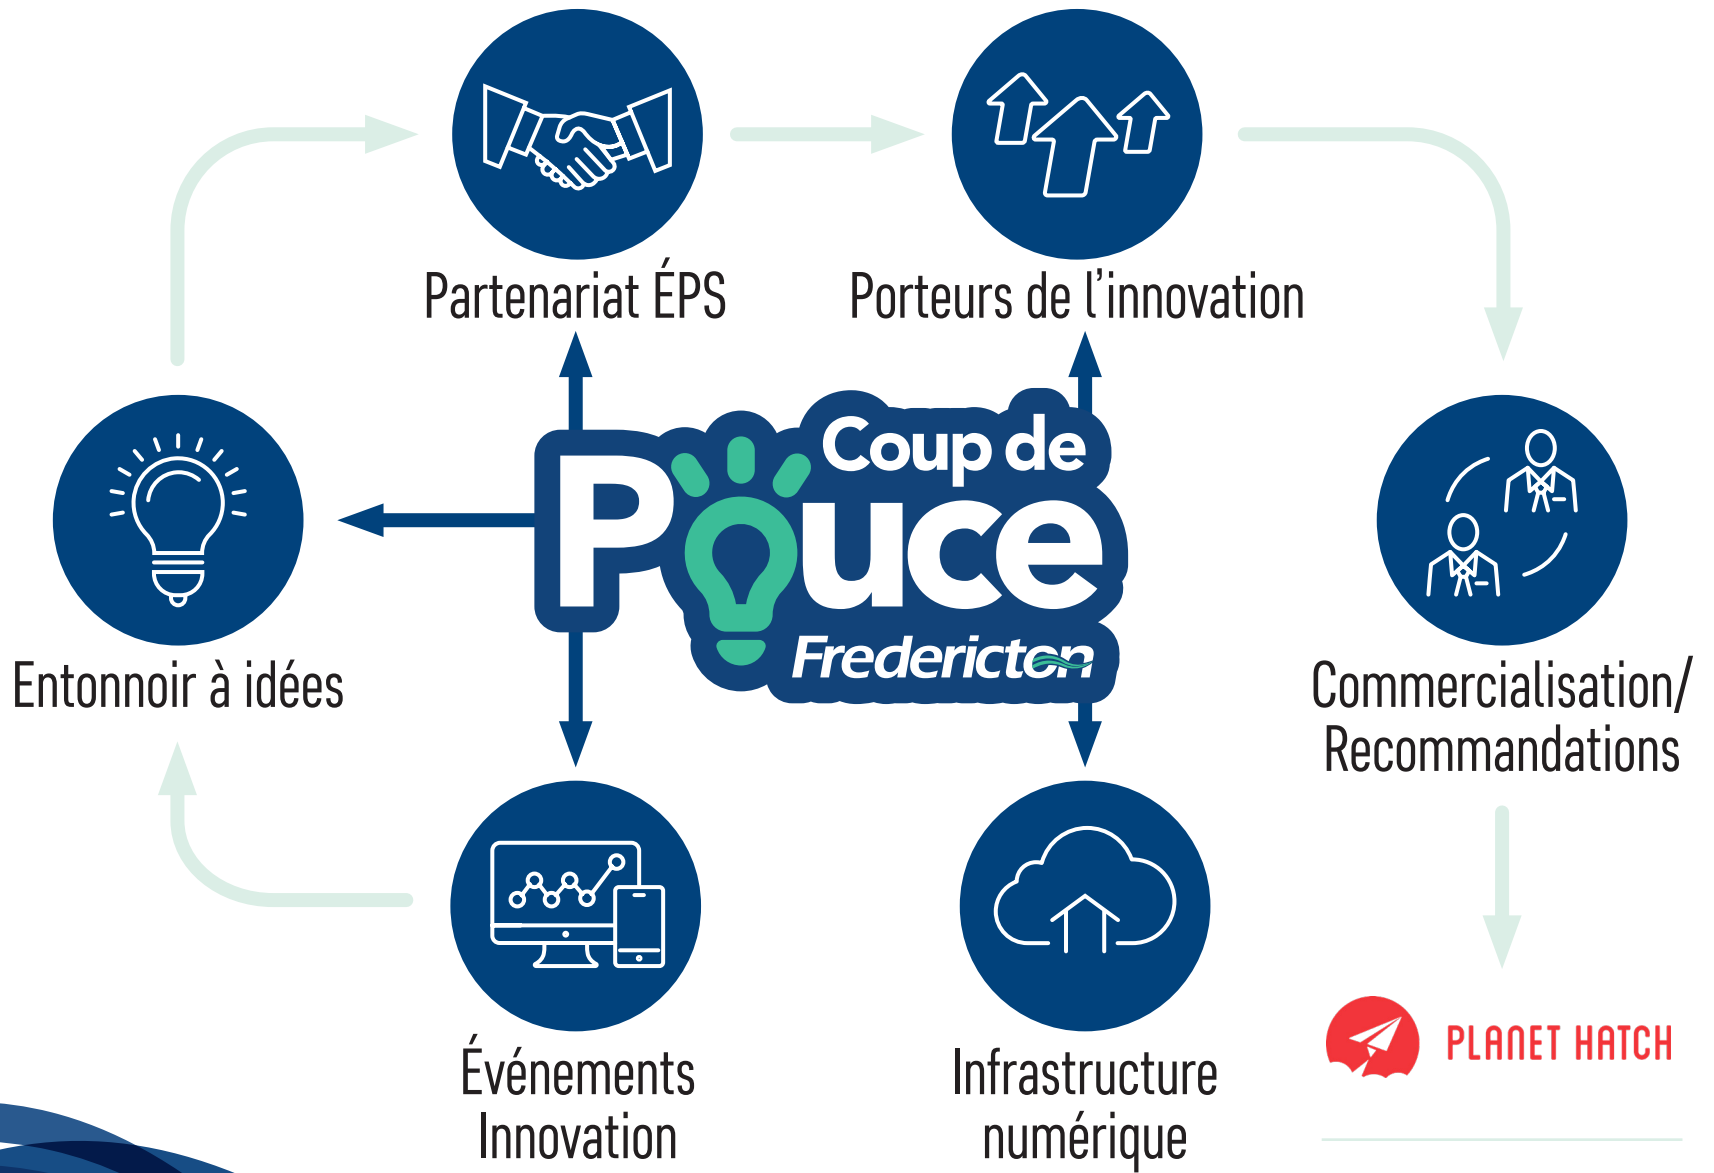 Partenariat ÉPS
Porteurs de l'innovation
Coup de
Pouce
Fredericton
Entonnoir à idées
Commercialisation/
Recommandations
Événements
Innovation
Infrastructure
numérique
PLANET HATCH